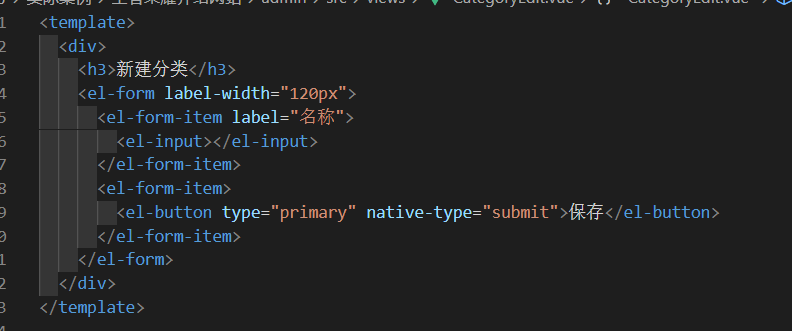 admin > src > views > CategoryEdit.vue > {} "CategoryEdit.vue" >
1 <template>
2 <div>
3 <h3>新建分类</h3>
4 <el-form label-width="120px">
5 <el-form-item label="名称">
6 <el-input></el-input>
7 </el-form-item>
8 <el-form-item>
9 <el-button type="primary" native-type="submit">保存</el-button>
0 </el-form-item>
1 </el-form>
2 </div>
3 </template>